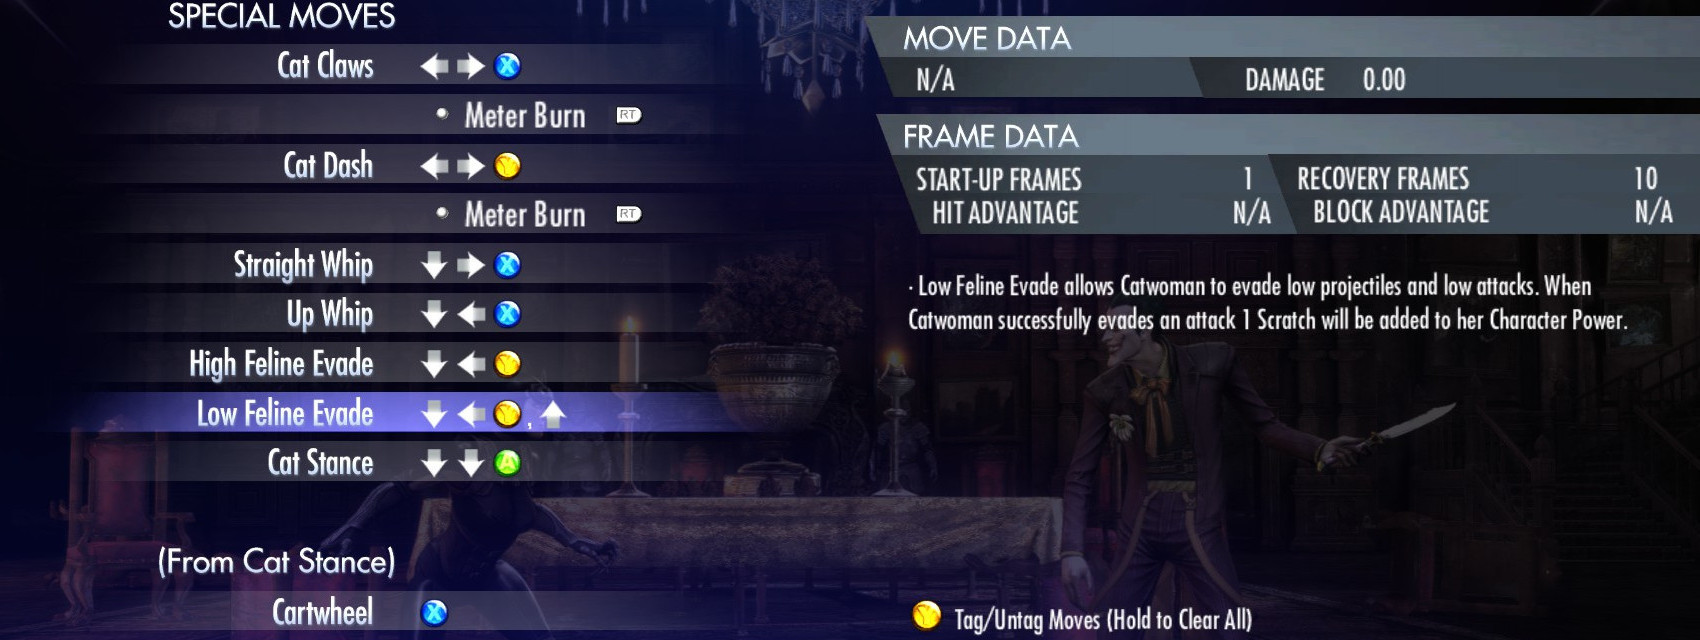 SPECIAL MOVES
Cat Claws X
• Meter Burn RT
Cat Dash Y
• Meter Burn RT
Straight Whip X
Up Whip X
High Feline Evade Y
Low Feline Evade Y ,
Cat Stance A
(From Cat Stance)
Cartwheel X
MOVE DATA
N/A DAMAGE 0.00
FRAME DATA
START-UP FRAMES 1 RECOVERY FRAMES 10
HIT ADVANTAGE N/A BLOCK ADVANTAGE N/A
· Low Feline Evade allows Catwoman to evade low projectiles and low attacks. When
Catwoman successfully evades an attack 1 Scratch will be added to her Character Power.
Y Tag/Untag Moves (Hold to Clear All)